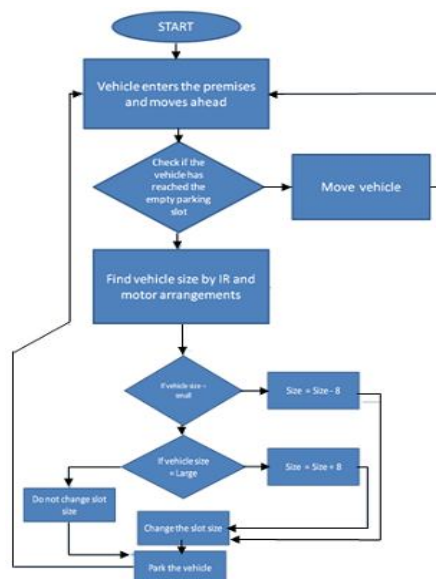 START
Vehicle enters the premises
and moves ahead
Check if the
vehicle has
reached the
empty parking
slot
Move vehicle
Find vehicle size by IR and
motor arrangements
If vehicle size –
small
Size = Size – 8
If vehicle size
= Large
Size = Size + 8
Do not change slot
size
Change the slot size
Park the vehicle